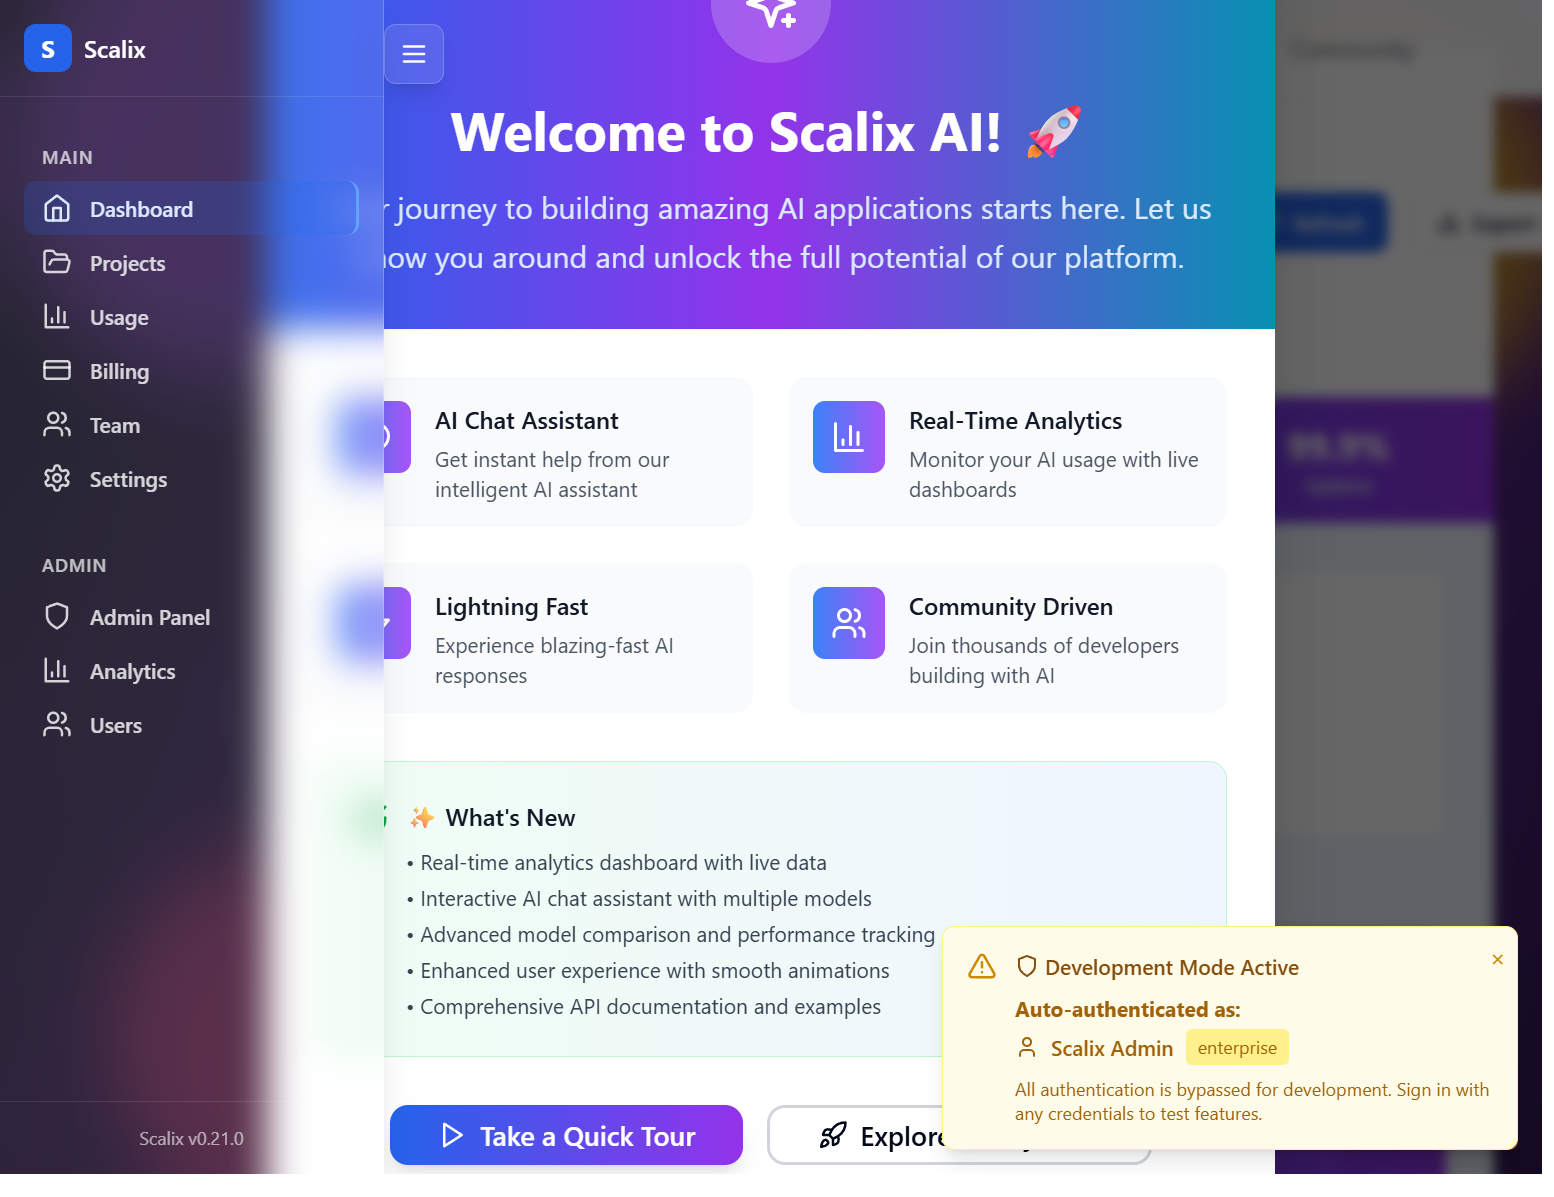 S Scalix
MAIN
Dashboard
Projects
Usage
Billing
Team
Settings
ADMIN
Admin Panel
Analytics
Users
Scalix v0.21.0
Welcome to Scalix AI! 🚀
journey to building amazing AI applications starts here. Let us
you around and unlock the full potential of our platform.
AI Chat Assistant
Get instant help from our
intelligent AI assistant
Real-Time Analytics
Monitor your AI usage with live
dashboards
Lightning Fast
Experience blazing-fast AI
responses
Community Driven
Join thousands of developers
building with AI
✨ What's New
• Real-time analytics dashboard with live data
• Interactive AI chat assistant with multiple models
• Advanced model comparison and performance tracking
• Enhanced user experience with smooth animations
• Comprehensive API documentation and examples
Take a Quick Tour
Explore
Community
Refresh
Export
99.9%
Uptime
Development Mode Active
×
Auto-authenticated as:
Scalix Admin enterprise
All authentication is bypassed for development. Sign in with
any credentials to test features.